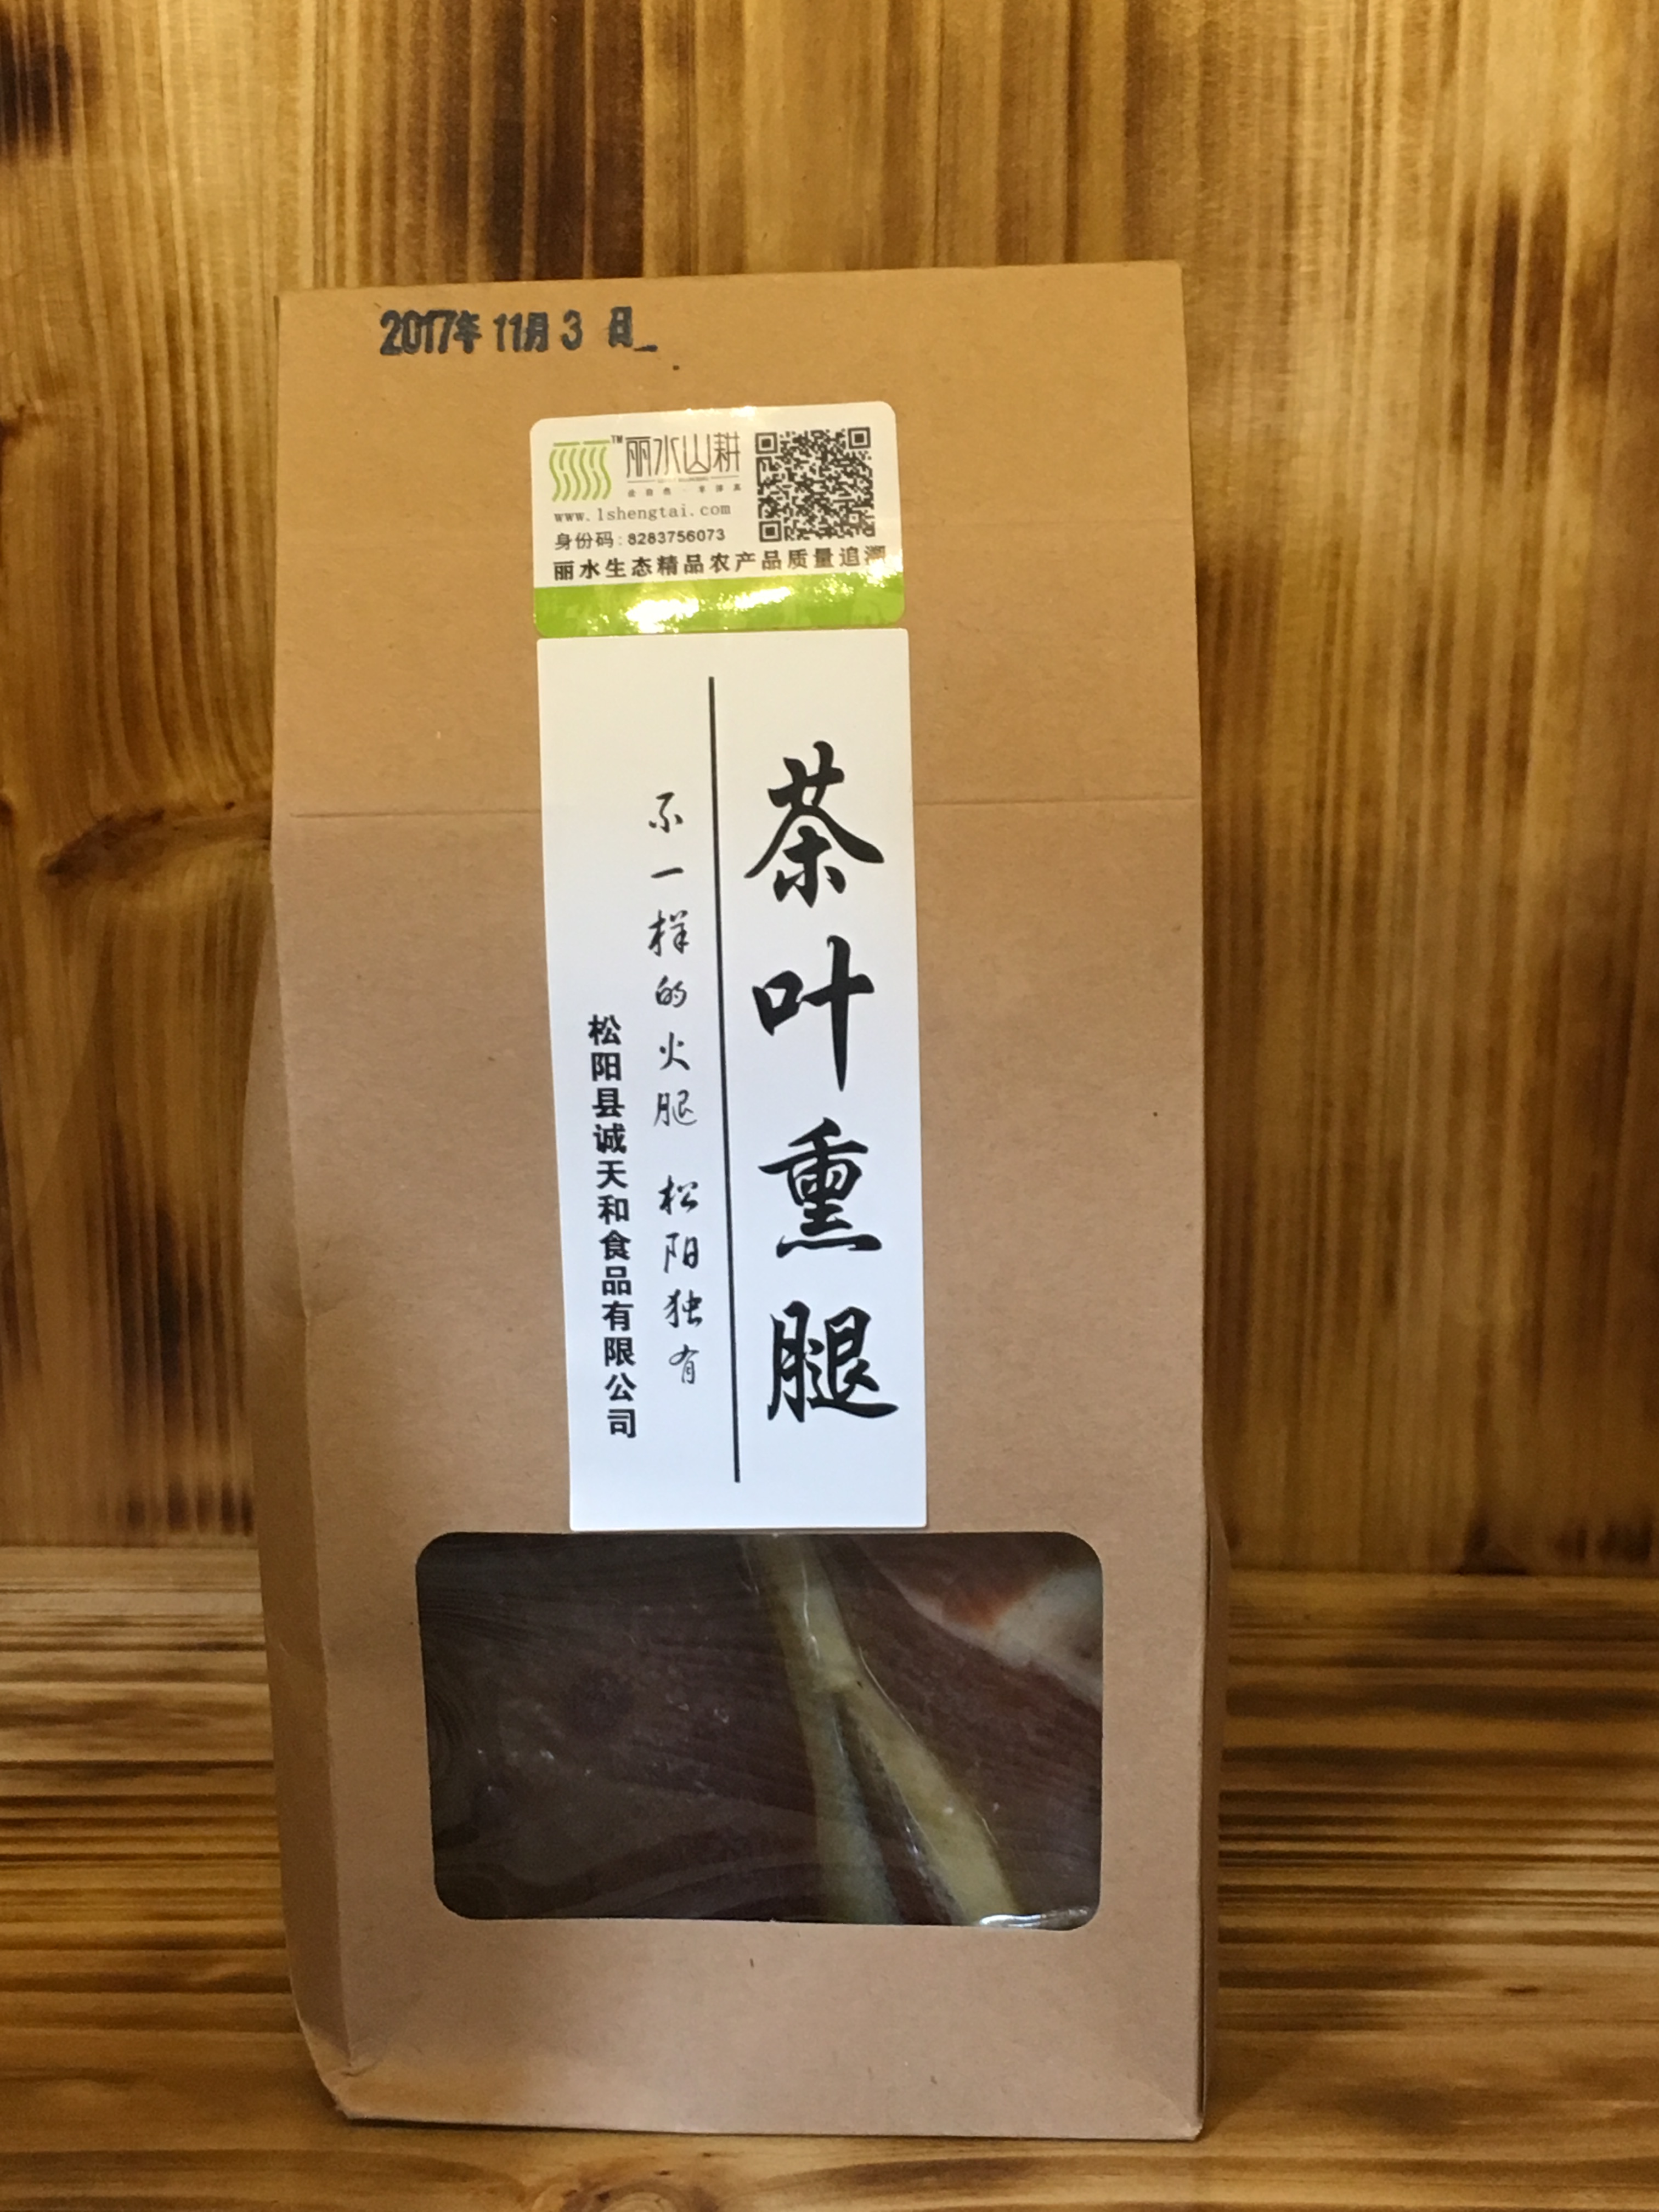 2017年11月3日
丽水山耕
www.lshengtai.com
身份码:8283756073
丽水生态精品农产品质量追溯
茶叶熏腿
不一样的火腿 松阳独有
松阳县诚天和食品有限公司